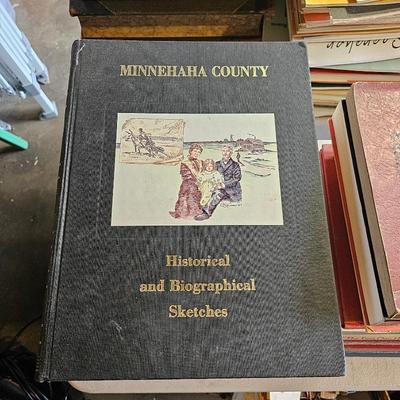 MINNEHAHA COUNTY
Historical
and Biographical
Sketches